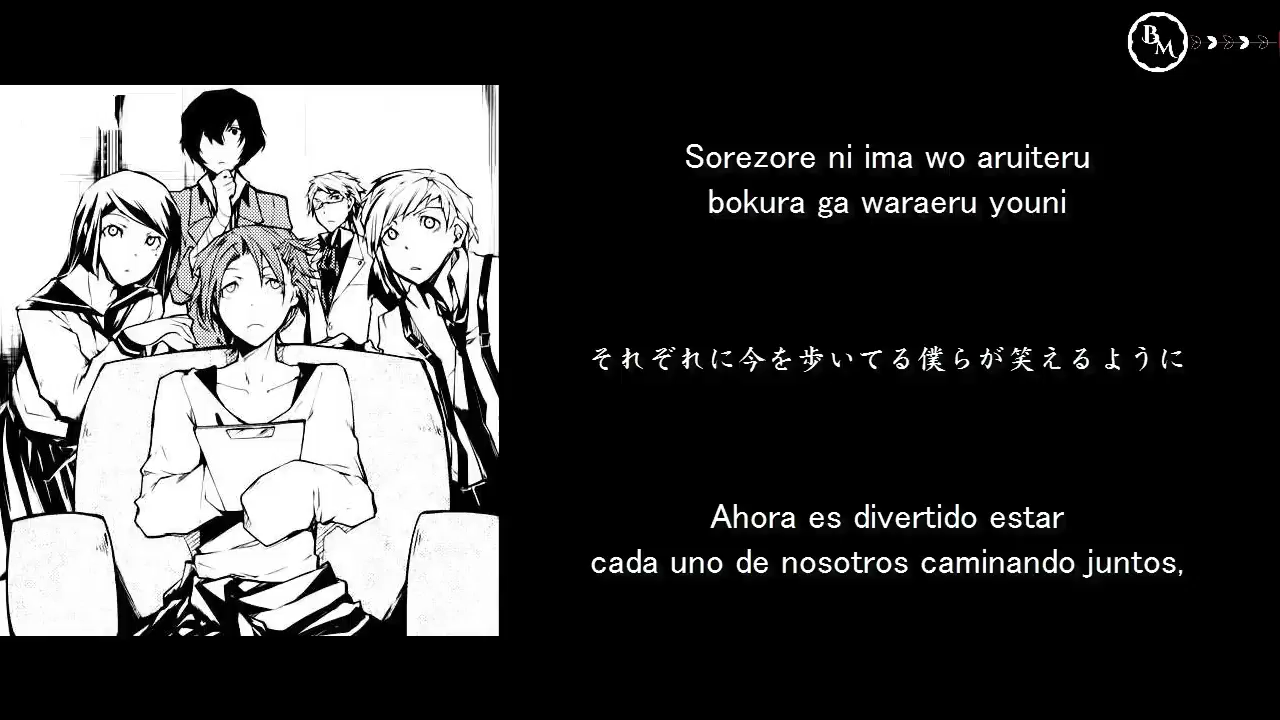 BM
Sorezore ni ima wo aruiteru
bokura ga waraeru youni
それぞれに今を歩いてる僕らが笑えるように
Ahora es divertido estar
cada uno de nosotros caminando juntos,